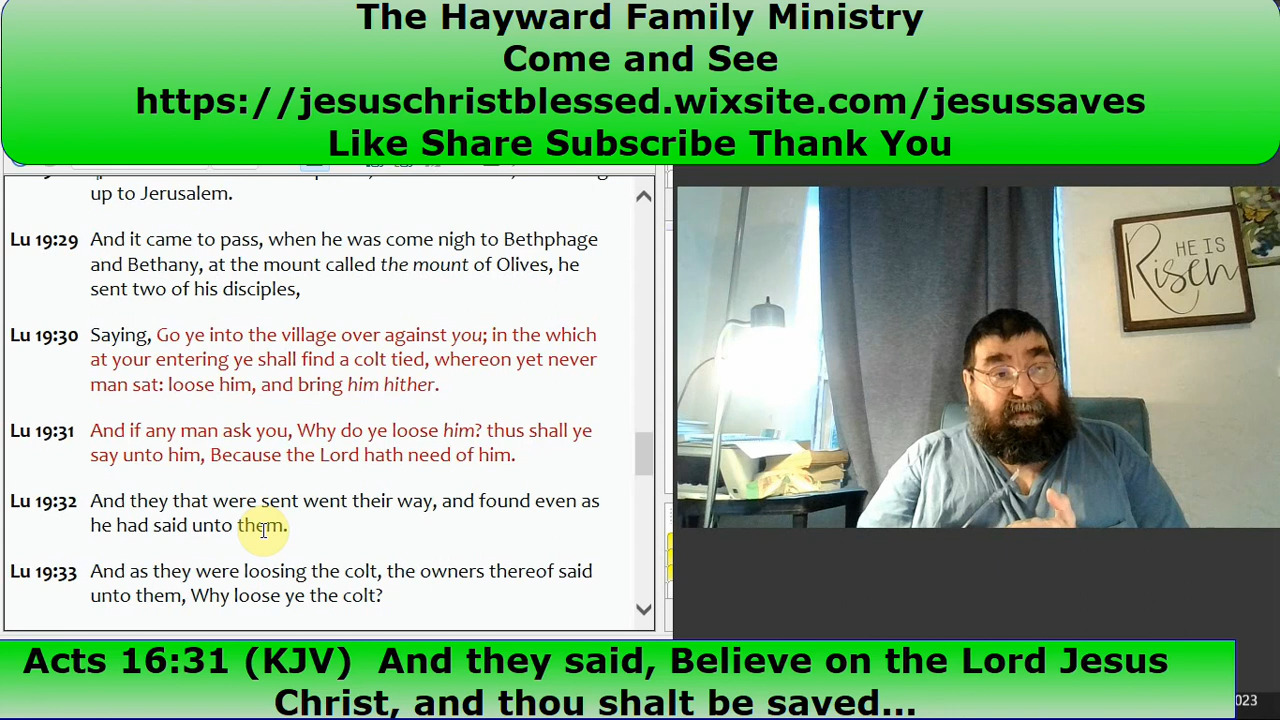 The Hayward Family Ministry
Come and See
https://jesuschristblessed.wixsite.com/jesussaves
Like Share Subscribe Thank You
up to Jerusalem.
Lu 19:29 And it came to pass, when he was come nigh to Bethphage
and Bethany, at the mount called the mount of Olives, he
sent two of his disciples,
Lu 19:30 Saying, Go ye into the village over against you; in the which
at your entering ye shall find a colt tied, whereon yet never
man sat: loose him, and bring him hither.
Lu 19:31 And if any man ask you, Why do ye loose him? thus shall ye
say unto him, Because the Lord hath need of him.
Lu 19:32 And they that were sent went their way, and found even as
he had said unto them.
Lu 19:33 And as they were loosing the colt, the owners thereof said
unto them, Why loose ye the colt?
HE IS
Risen
Acts 16:31 (KJV) And they said, Believe on the Lord Jesus
Christ, and thou shalt be saved...
023